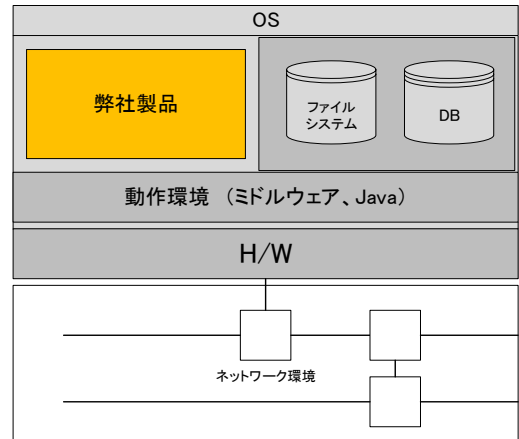 OS
弊社製品
ファイル
システム
DB
動作環境 （ミドルウェア、Java）
H/W
ネットワーク環境